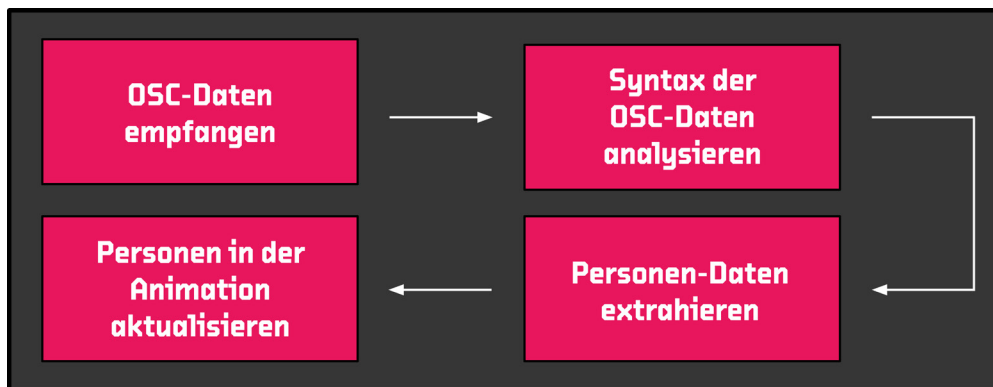 OSC-Daten
empfangen
Syntax der
OSC-Daten
analysieren
Personen-Daten
extrahieren
Personen in der
Animation
aktualisieren